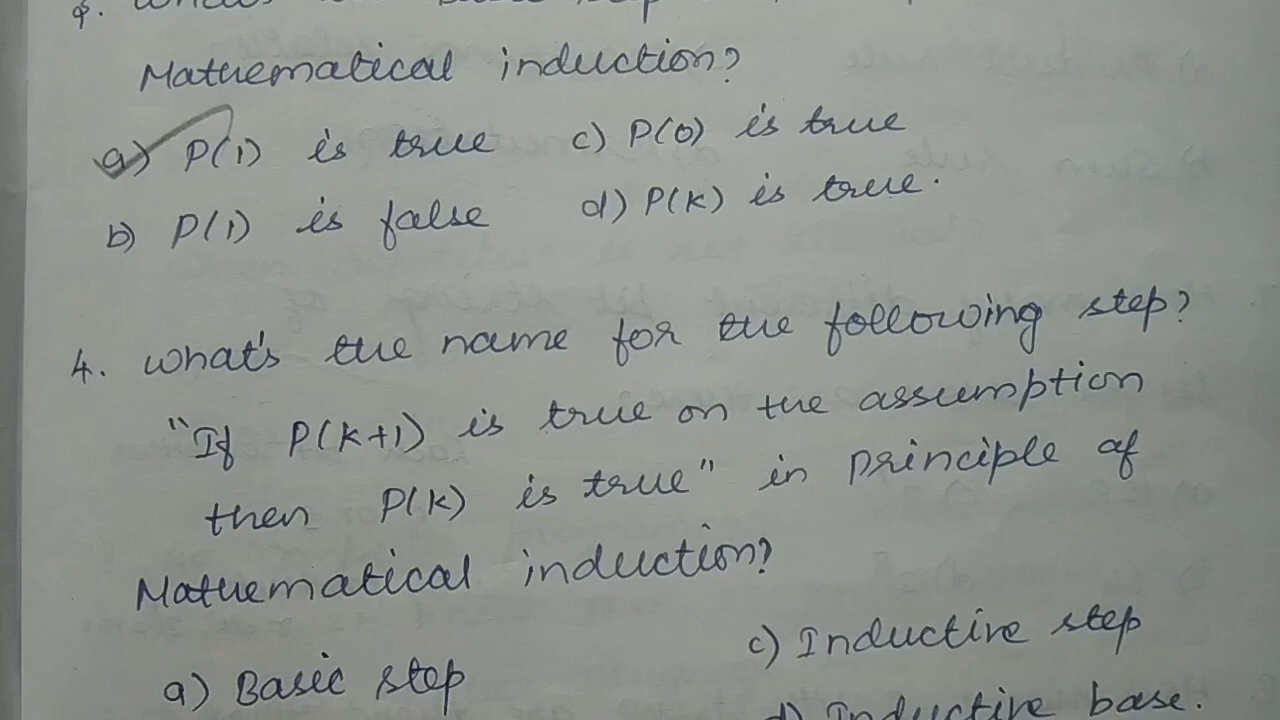 Mathematical induction?
a) P(1) is true c) P(0) is true
b) P(1) is false d) P(K) is true.
4. What's the name for the following step?
"If P(K+1) is true on the assumption
then P(K) is true" in principle of
Mathematical induction?
a) Basic step c) Inductive step
d) Inductive base.